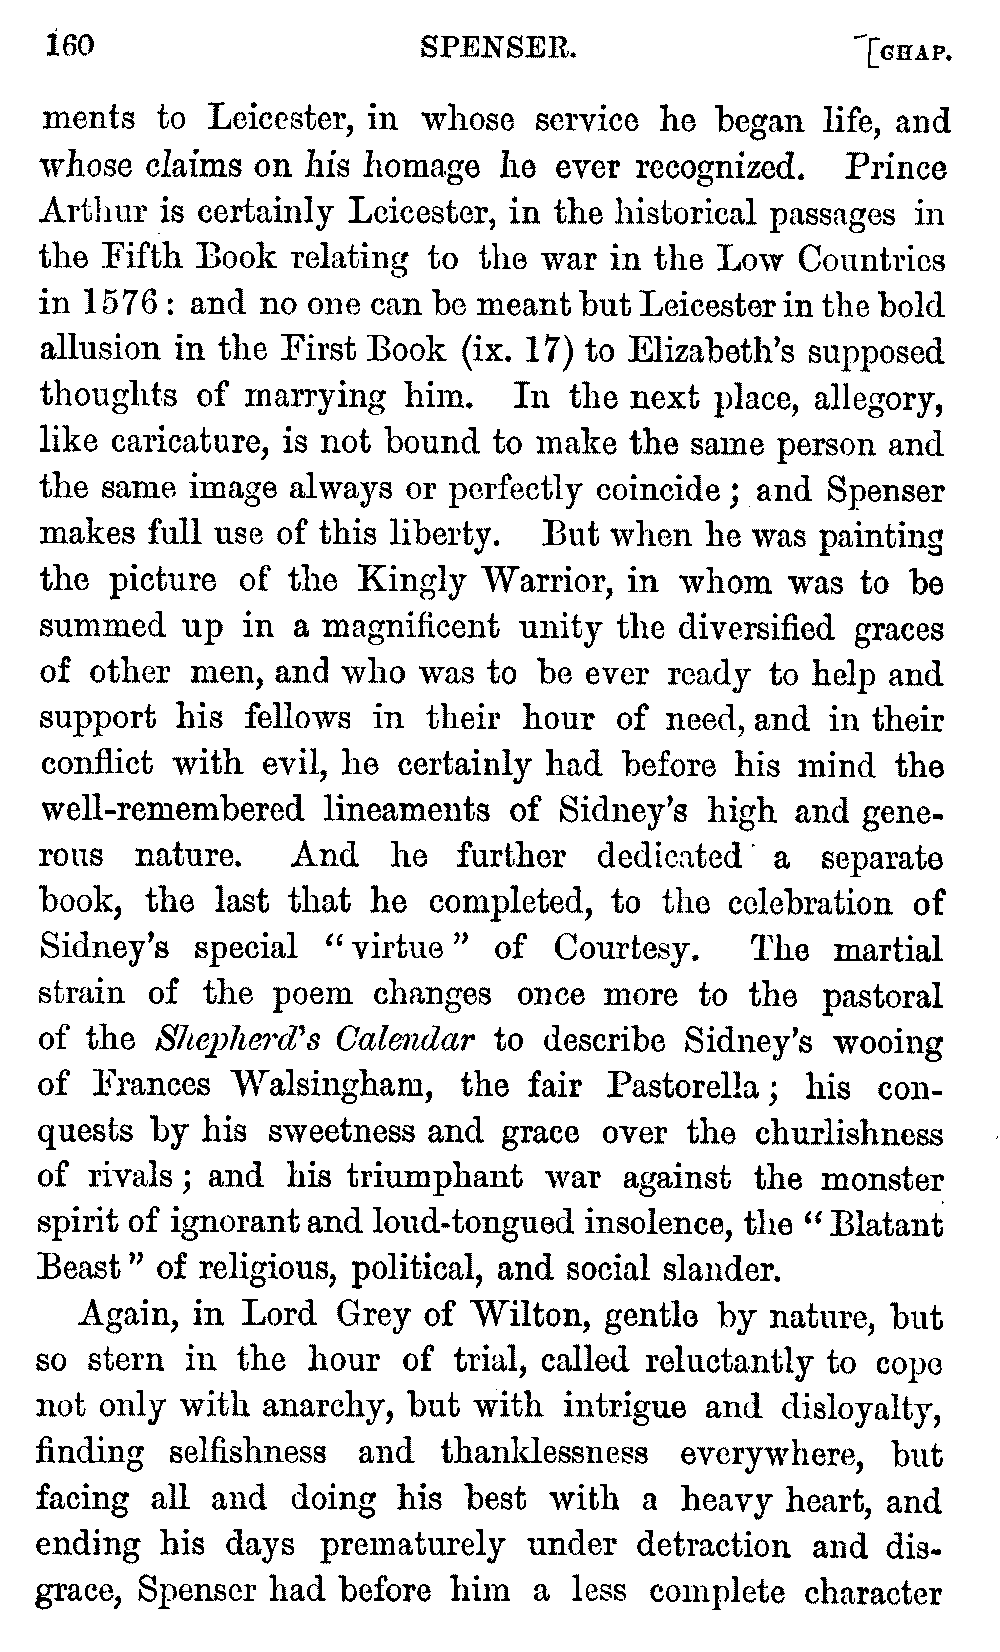 160 SPENSER. [CHAP.
ments to Leicester, in whose service he began life, and
whose claims on his homage he ever recognized. Prince
Arthur is certainly Leicester, in the historical passages in
the Fifth Book relating to the war in the Low Countries
in 1576: and no one can be meant but Leicester in the bold
allusion in the First Book (ix. 17) to Elizabeth's supposed
thoughts of marrying him. In the next place, allegory,
like caricature, is not bound to make the same person and
the same image always or perfectly coincide; and Spenser
makes full use of this liberty. But when he was painting
the picture of the Kingly Warrior, in whom was to be
summed up in a magnificent unity the diversified graces
of other men, and who was to be ever ready to help and
support his fellows in their hour of need, and in their
conflict with evil, he certainly had before his mind the
well-remembered lineaments of Sidney's high and gene-
rous nature. And he further dedicated a separate
book, the last that he completed, to the celebration of
Sidney's special "virtue" of Courtesy. The martial
strain of the poem changes once more to the pastoral
of the Shepherd's Calendar to describe Sidney's wooing
of Frances Walsingham, the fair Pastorella; his con-
quests by his sweetness and grace over the churlishness
of rivals; and his triumphant war against the monster
spirit of ignorant and loud-tongued insolence, the "Blatant
Beast" of religious, political, and social slander.
Again, in Lord Grey of Wilton, gentle by nature, but
so stern in the hour of trial, called reluctantly to cope
not only with anarchy, but with intrigue and disloyalty,
finding selfishness and thanklessness everywhere, but
facing all and doing his best with a heavy heart, and
ending his days prematurely under detraction and dis-
grace, Spenser had before him a less complete character